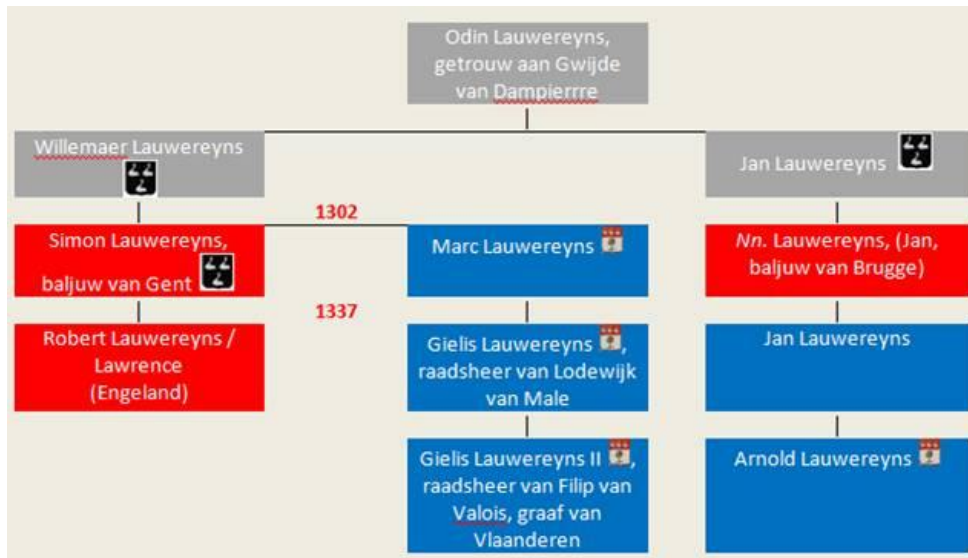 Odin Lauwereyns,
getrouw aan Gwijde
van Dampierrre
Willemaer Lauwereyns
Jan Lauwereyns
1302
Simon Lauwereyns,
baljuw van Gent
Marc Lauwereyns
Nn. Lauwereyns, (Jan,
baljuw van Brugge)
1337
Robert Lauwereyns /
Lawrence
(Engeland)
Gielis Lauwereyns ,
raadsheer van Lodewijk
van Male
Jan Lauwereyns
Gielis Lauwereyns II ,
raadsheer van Filip van
Valois, graaf van
Vlaanderen
Arnold Lauwereyns